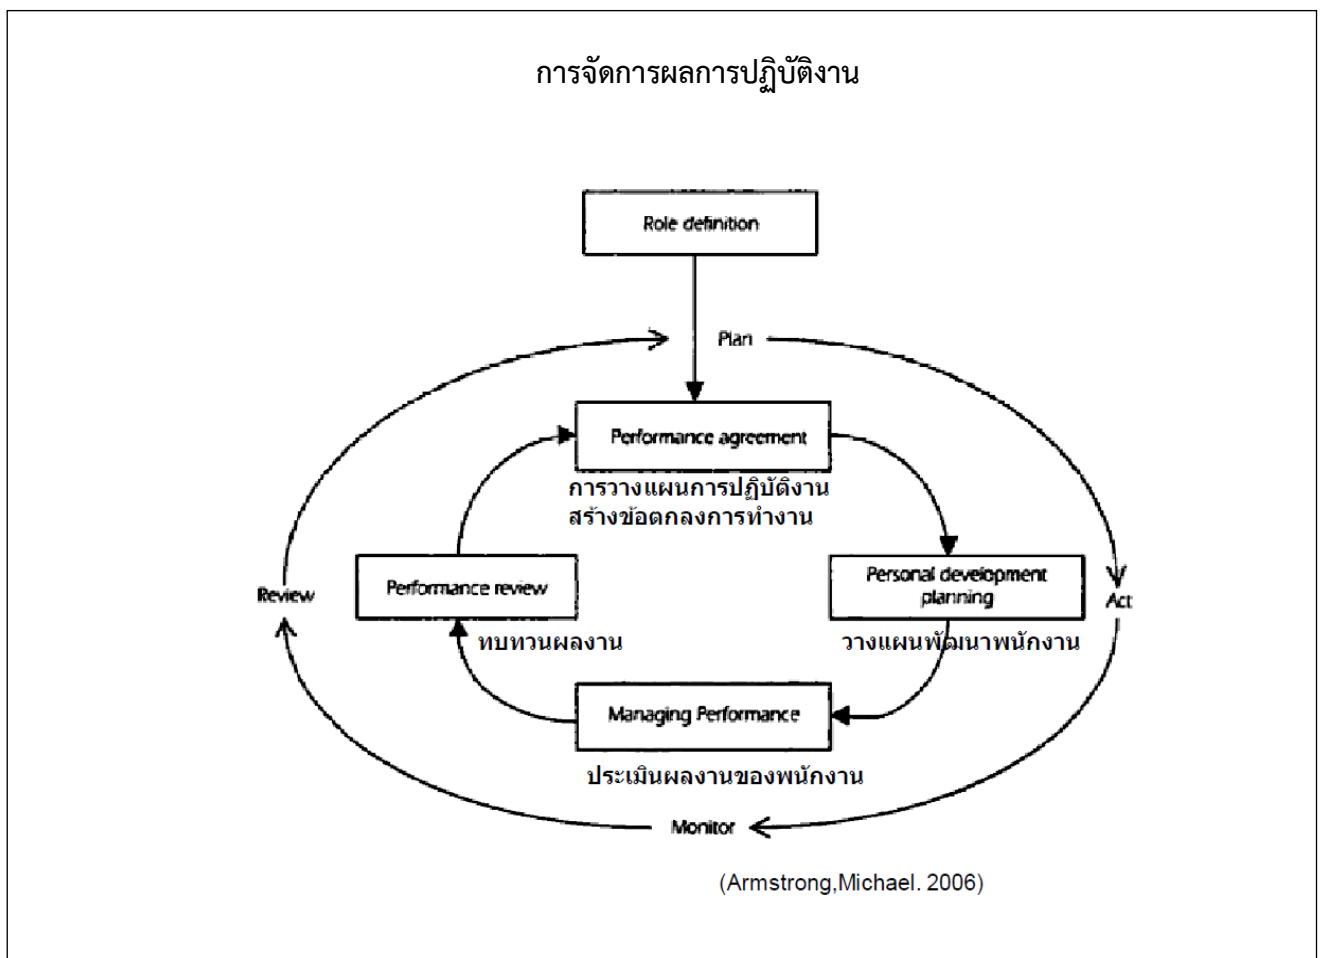 การจัดการผลการปฏิบัติงาน
Role definition
Plan
Performance agreement
การวางแผนการปฏิบัติงาน
สร้างข้อตกลงการทำงาน
Performance review
Personal development
planning
Review
Act
ทบทวนผลงาน
วางแผนพัฒนาพนักงาน
Managing Performance
ประเมินผลงานของพนักงาน
Monitor
(Armstrong,Michael. 2006)